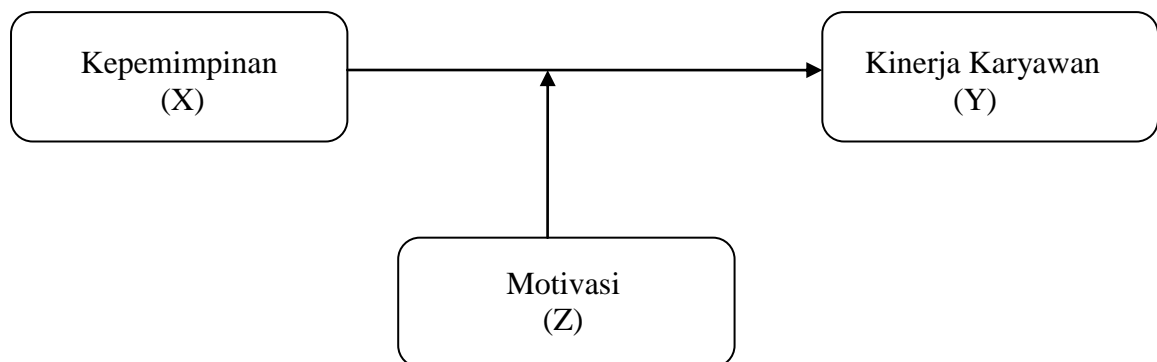 Kepemimpinan
(X)
Kinerja Karyawan
(Y)
Motivasi
(Z)